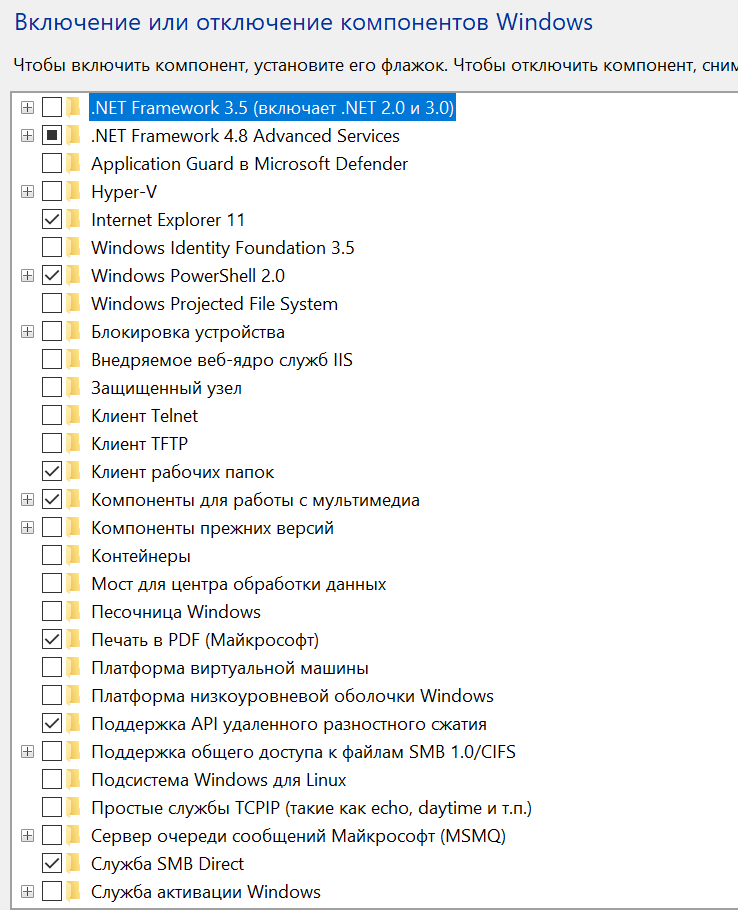 Включение или отключение компонентов Windows
Чтобы включить компонент, установите его флажок. Чтобы отключить компонент, сним
.NET Framework 3.5 (включает .NET 2.0 и 3.0)
.NET Framework 4.8 Advanced Services
Application Guard в Microsoft Defender
Hyper-V
Internet Explorer 11
Windows Identity Foundation 3.5
Windows PowerShell 2.0
Windows Projected File System
Блокировка устройства
Внедряемое веб-ядро служб IIS
Защищенный узел
Клиент Telnet
Клиент TFTP
Клиент рабочих папок
Компоненты для работы с мультимедиа
Компоненты прежних версий
Контейнеры
Мост для центра обработки данных
Песочница Windows
Печать в PDF (Майкрософт)
Платформа виртуальной машины
Платформа низкоуровневой оболочки Windows
Поддержка API удаленного разностного сжатия
Поддержка общего доступа к файлам SMB 1.0/CIFS
Подсистема Windows для Linux
Простые службы TCPIP (такие как echo, daytime и т.п.)
Сервер очереди сообщений Майкрософт (MSMQ)
Служба SMB Direct
Служба активации Windows